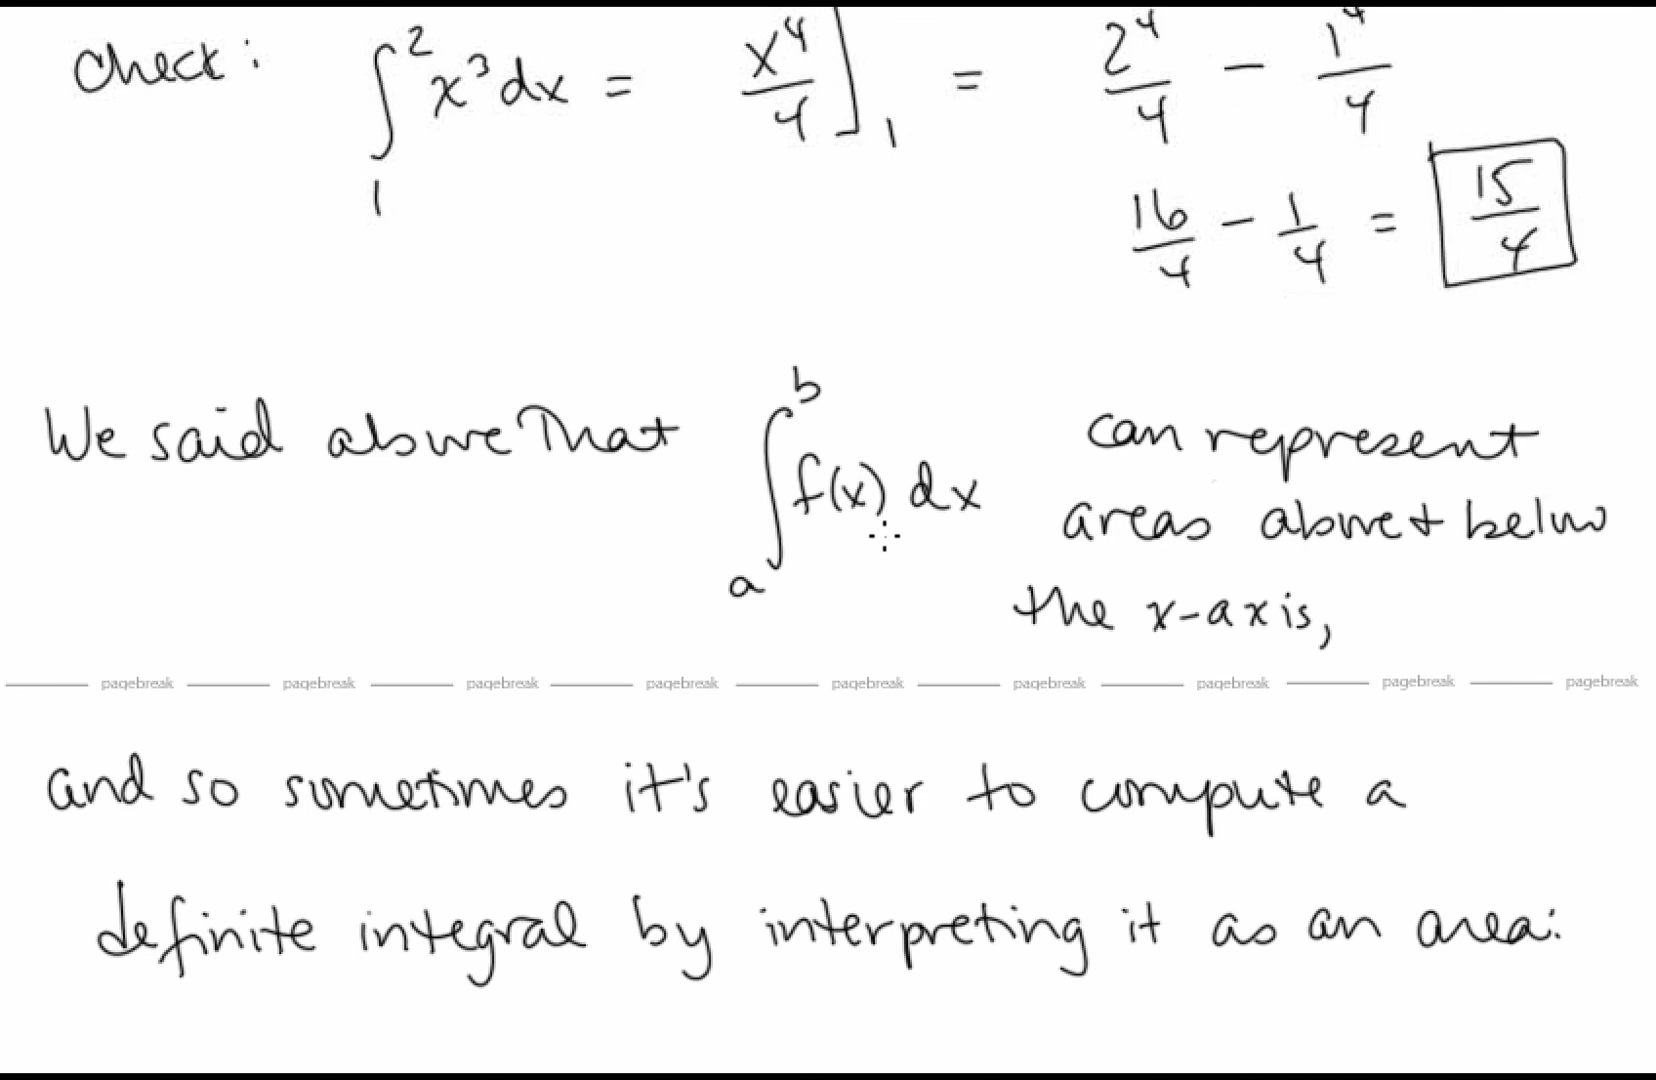 Check: ∫₁² x³ dx = x⁴/4 ]₁ = 2⁴/4 − 1⁴/4
16/4 − 1/4 = 15/4
We said above that ∫ₐᵇ f(x) dx can represent
areas above + below
the x-axis,
pagebreak pagebreak pagebreak pagebreak pagebreak pagebreak pagebreak pagebreak pagebreak
and so sometimes it's easier to compute a
definite integral by interpreting it as an area: